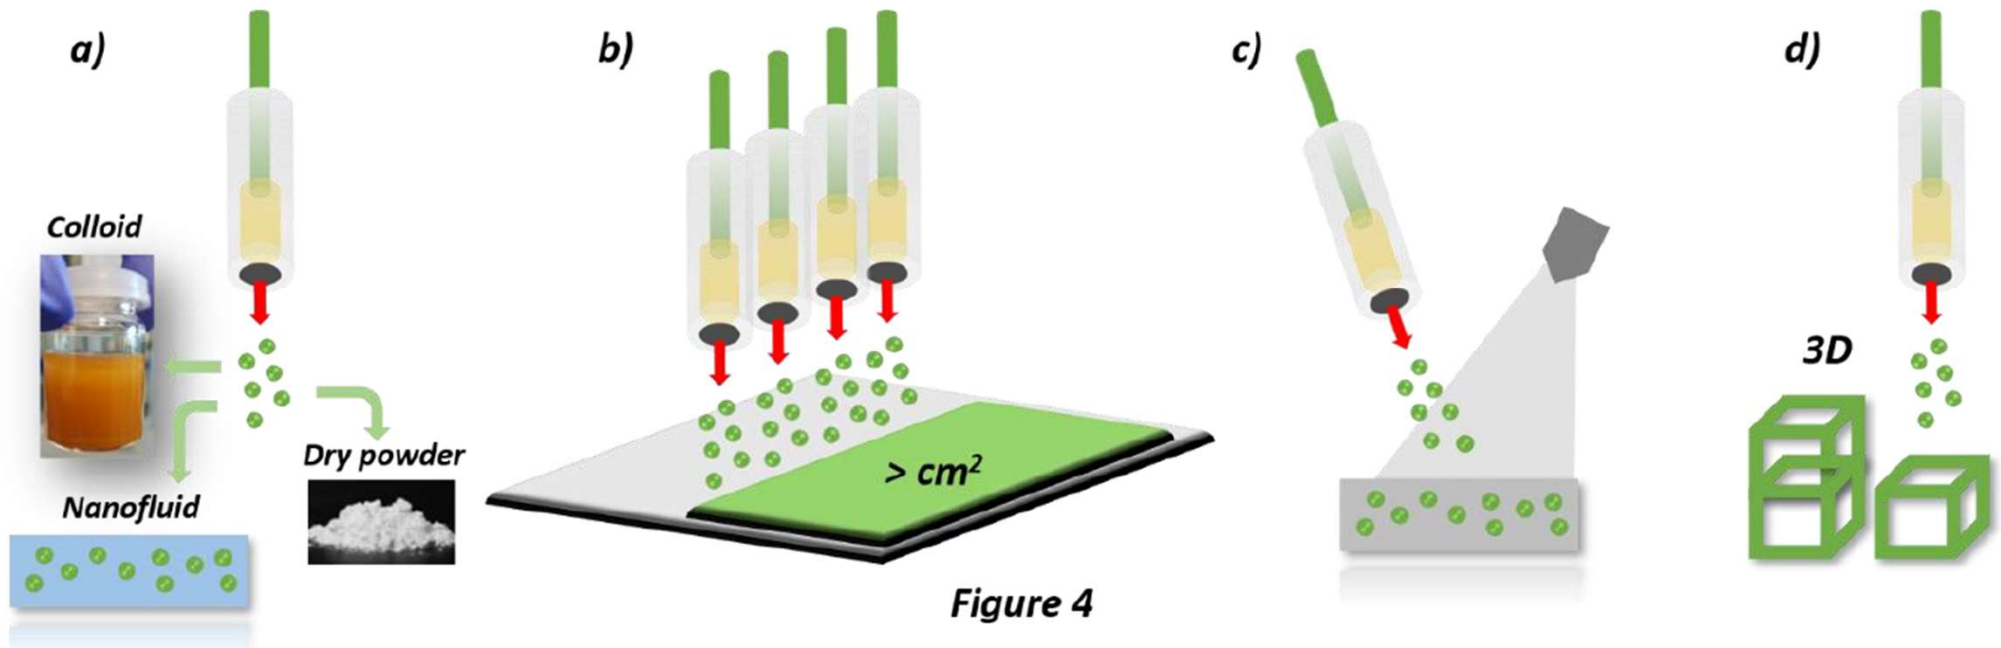 a)
b)
c)
d)
Colloid
3D
Dry powder
> cm²
Nanofluid
Figure 4